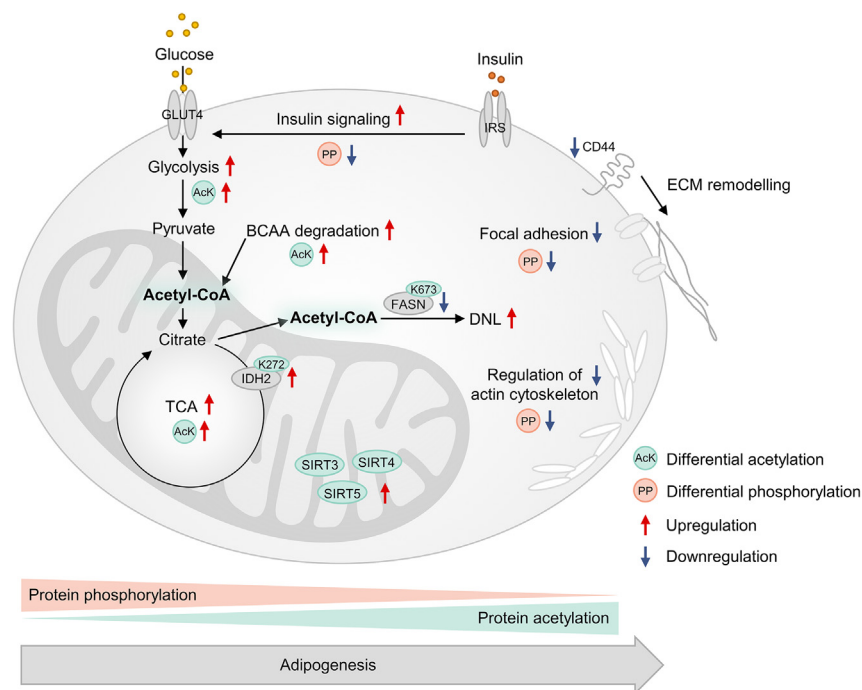 Glucose
Insulin
GLUT4
Insulin signaling
IRS
PP
CD44
Glycolysis
AcK
ECM remodelling
Pyruvate
BCAA degradation
AcK
Focal adhesion
PP
Acetyl-CoA
Acetyl-CoA
K673
FASN
DNL
Citrate
K272
IDH2
Regulation of
actin cytoskeleton
PP
TCA
AcK
SIRT3
SIRT4
SIRT5
AcK
Differential acetylation
PP
Differential phosphorylation
Upregulation
Downregulation
Protein phosphorylation
Protein acetylation
Adipogenesis